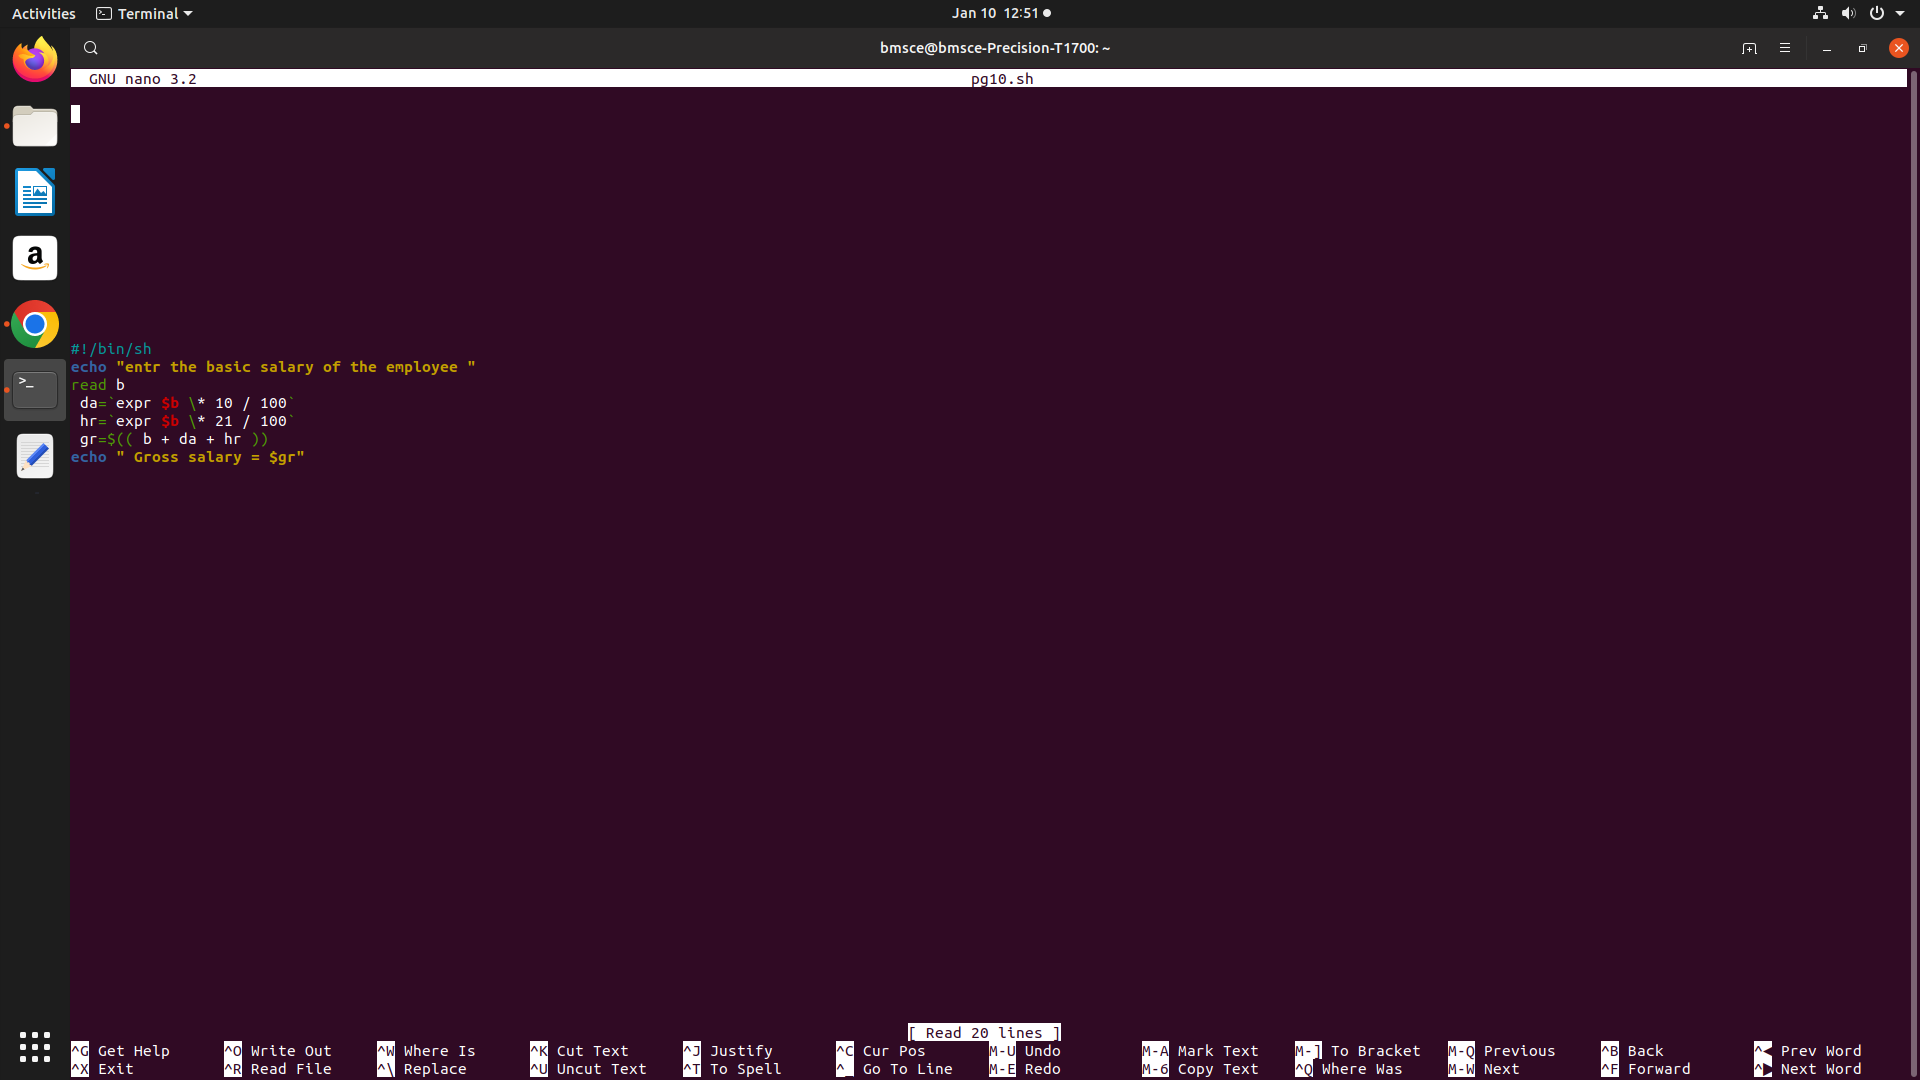 Activities Terminal Jan 10 12:51
bmsce@bmsce-Precision-T1700: ~
GNU nano 3.2 pg10.sh
#!/bin/sh
echo "entr the basic salary of the employee "
read b
 da=`expr $b \* 10 / 100`
 hr=`expr $b \* 21 / 100`
 gr=$(( b + da + hr ))
echo " Gross salary = $gr"
[ Read 20 lines ]
^G Get Help ^O Write Out ^W Where Is ^K Cut Text ^J Justify ^C Cur Pos M-U Undo M-A Mark Text M-] To Bracket M-Q Previous ^B Back ^◀ Prev Word
^X Exit ^R Read File ^\ Replace ^U Uncut Text ^T To Spell ^_ Go To Line M-E Redo M-6 Copy Text ^Q Where Was M-W Next ^F Forward ^▶ Next Word